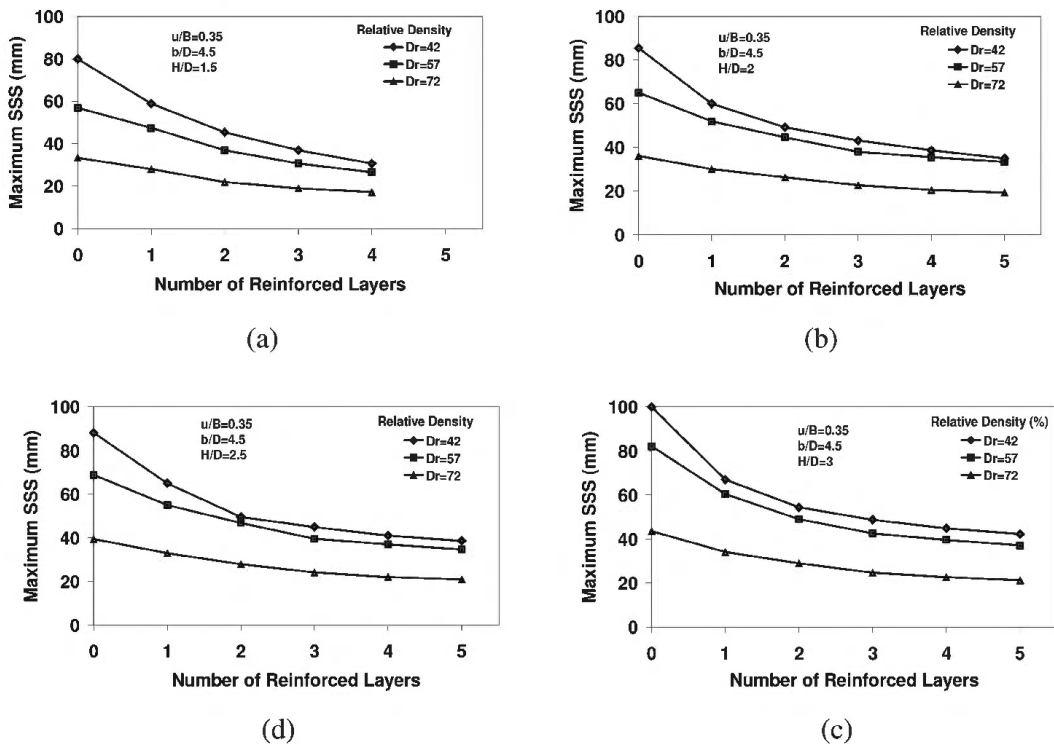 100
80
60
40
20
0
Maximum SSS (mm)
u/B=0.35
b/D=4.5
H/D=1.5
Relative Density
Dr=42
Dr=57
Dr=72
0 1 2 3 4 5
Number of Reinforced Layers
(a)
100
80
60
40
20
0
Maximum SSS (mm)
u/B=0.35
b/D=4.5
H/D=2
Relative Density
Dr=42
Dr=57
Dr=72
0 1 2 3 4 5
Number of Reinforced Layers
(b)
100
80
60
40
20
0
Maximum SSS (mm)
u/B=0.35
b/D=4.5
H/D=2.5
Relative Density
Dr=42
Dr=57
Dr=72
0 1 2 3 4 5
Number of Reinforced Layers
(d)
100
80
60
40
20
0
Maximum SSS (mm)
u/B=0.35
b/D=4.5
H/D=3
Relative Density (%)
Dr=42
Dr=57
Dr=72
0 1 2 3 4 5
Number of Reinforced Layers
(c)